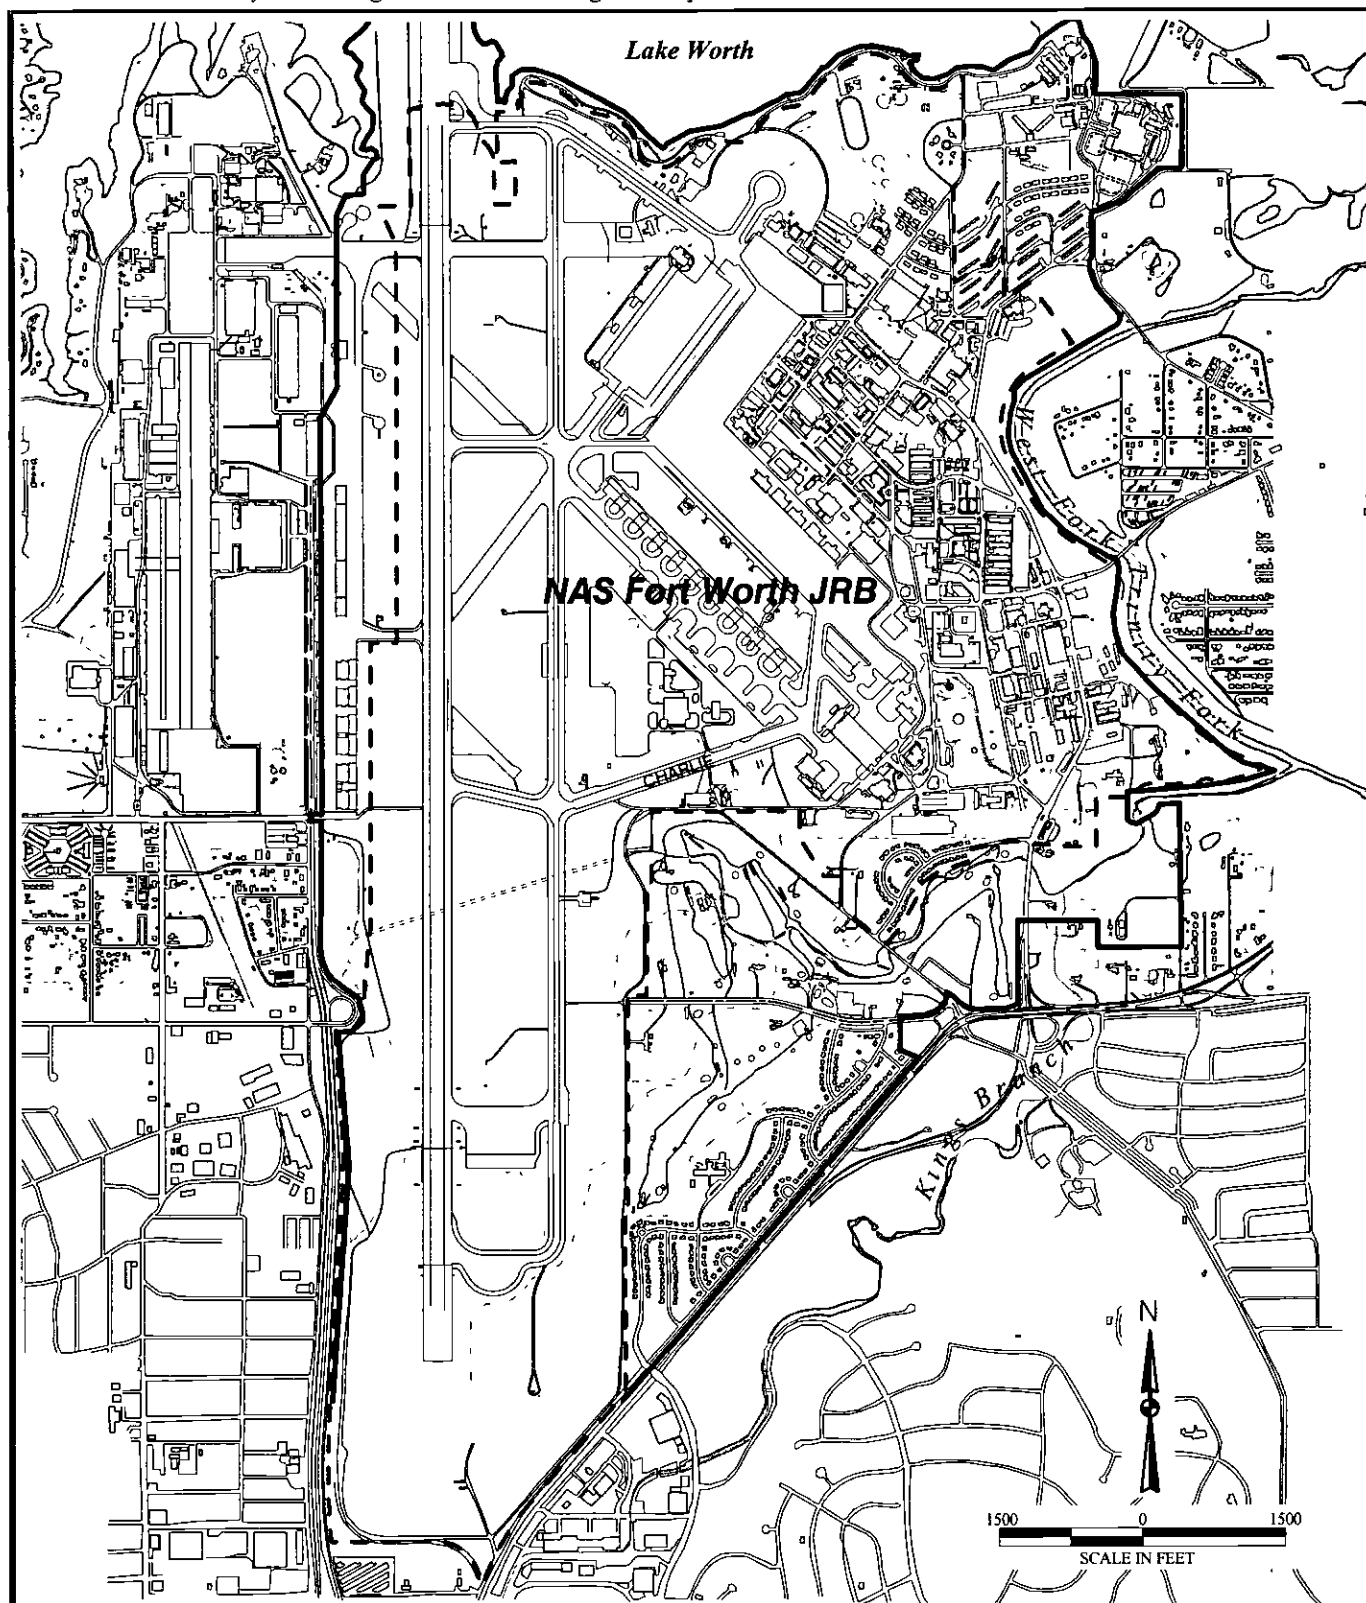 Lake Worth
West Fork Trinity Fork
NAS Fort Worth JRB
CHARLIE
Kings Branch
N
1500 0 1500
SCALE IN FEET